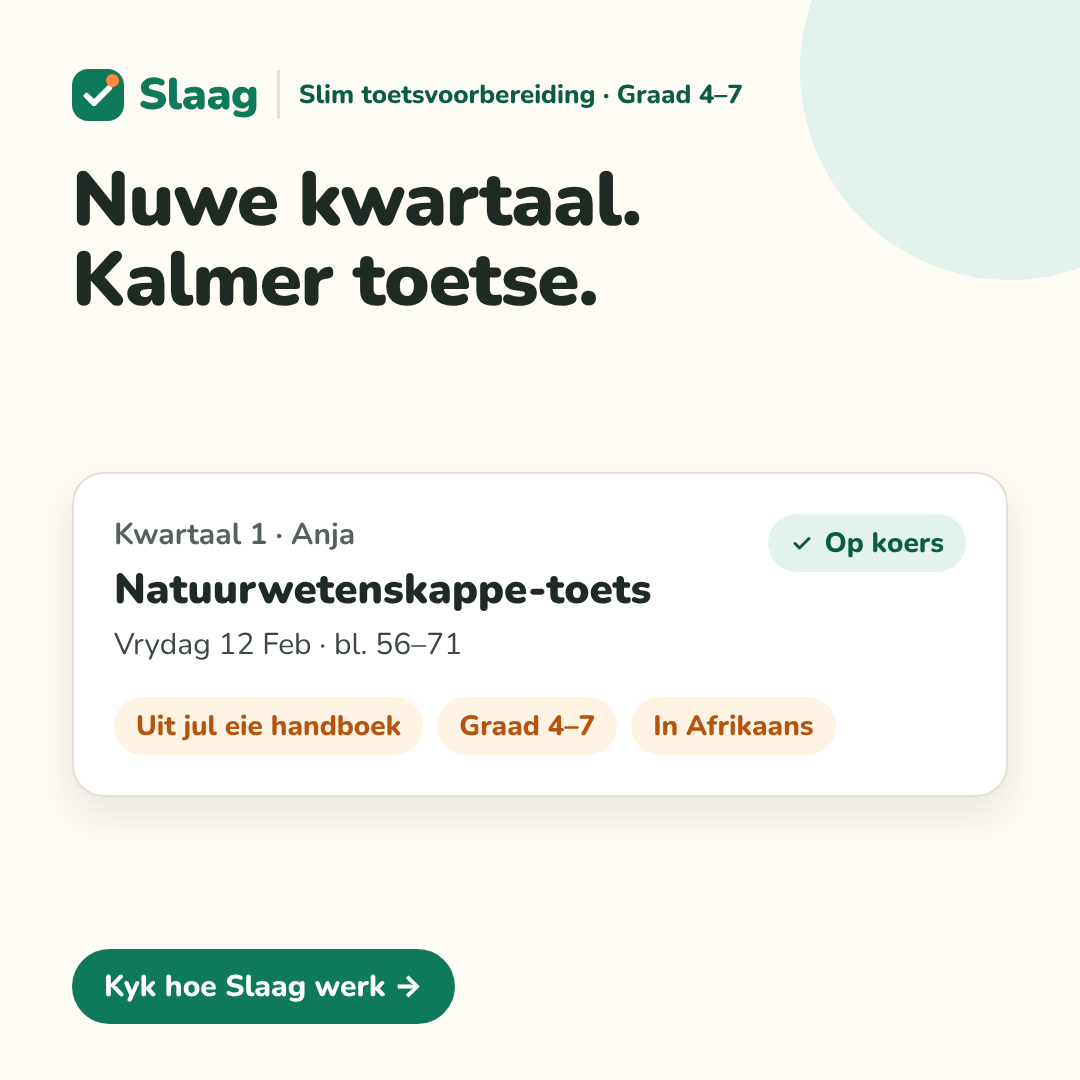 Slaag
Slim toetsvoorbereiding · Graad 4–7
Nuwe kwartaal.
Kalmer toetse.
Kwartaal 1 · Anja
Op koers
Natuurwetenskappe-toets
Vrydag 12 Feb · bl. 56–71
Uit jul eie handboek
Graad 4–7
In Afrikaans
Kyk hoe Slaag werk →